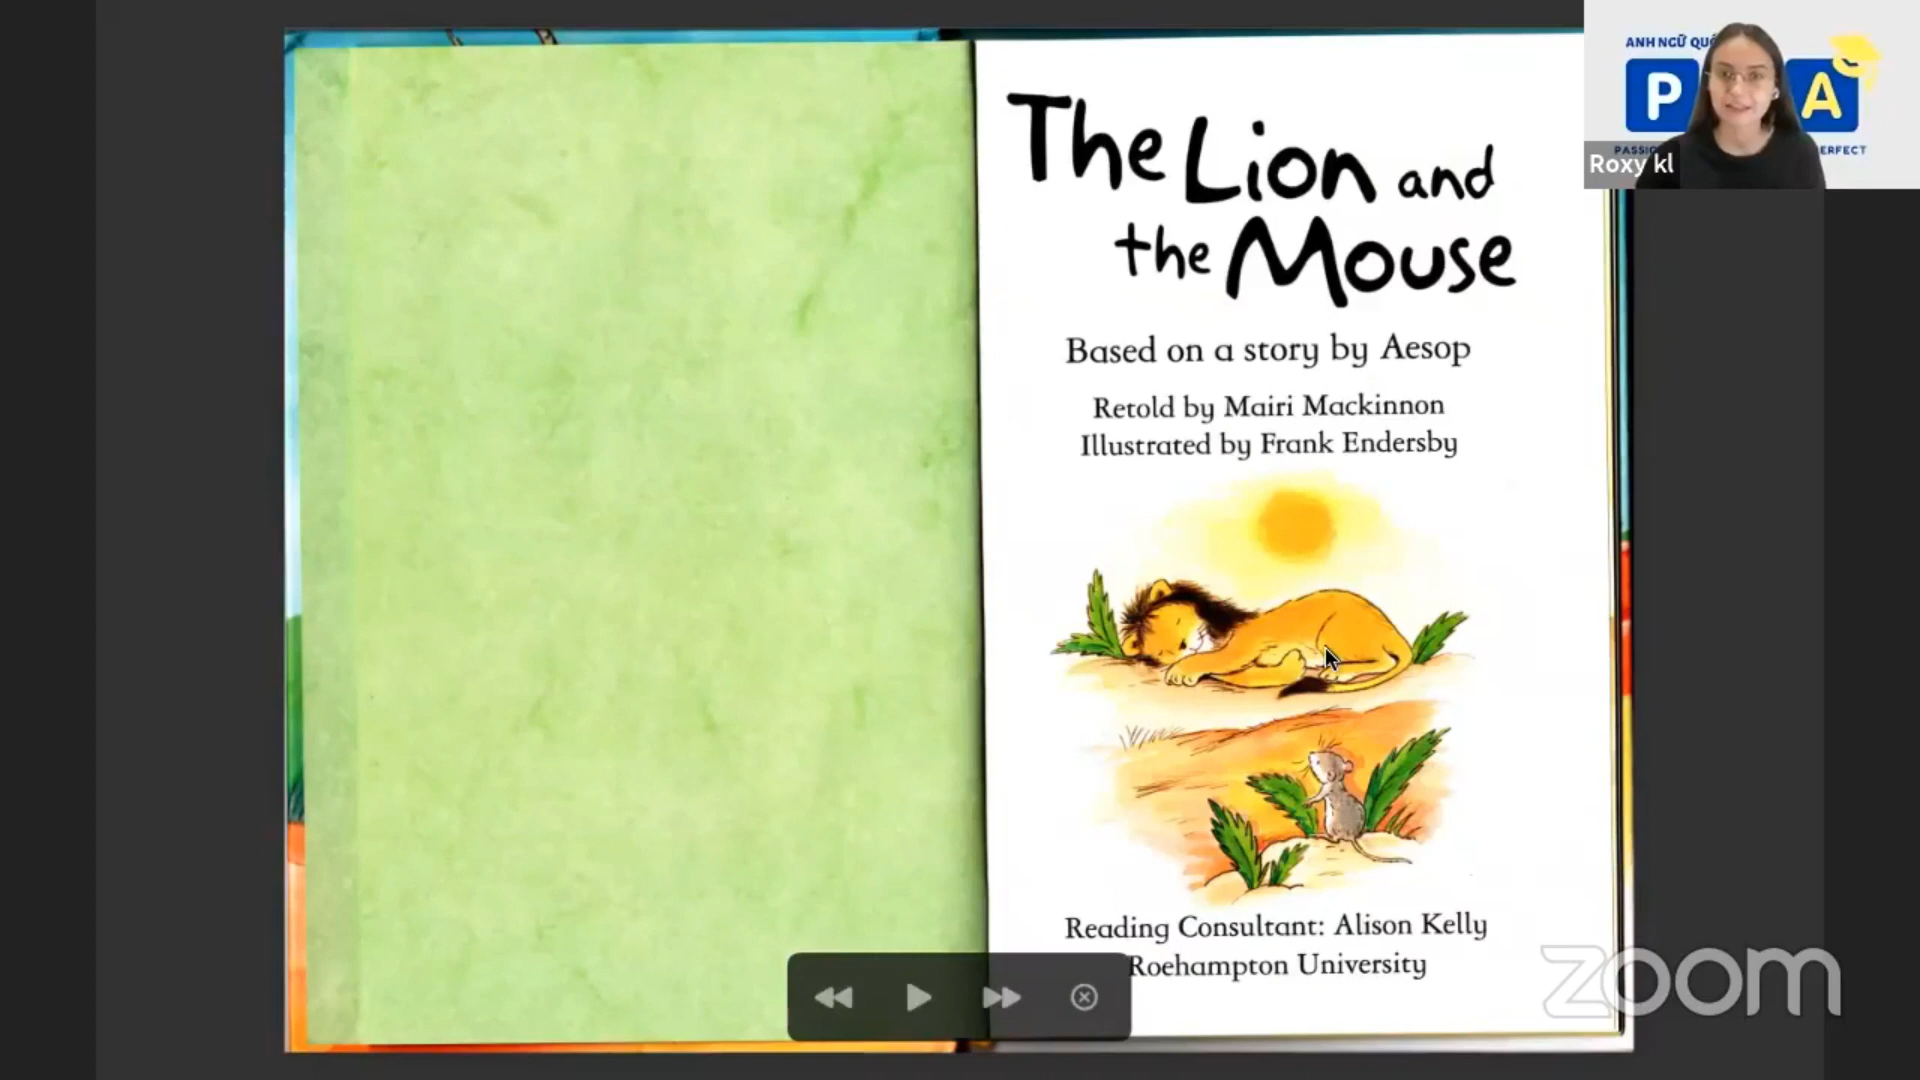 The Lion and
the Mouse
Based on a story by Aesop
Retold by Mairi Mackinnon
Illustrated by Frank Endersby
Reading Consultant: Alison Kelly
Roehampton University
ANH NGỮ
P A
Roxy kl
zoom